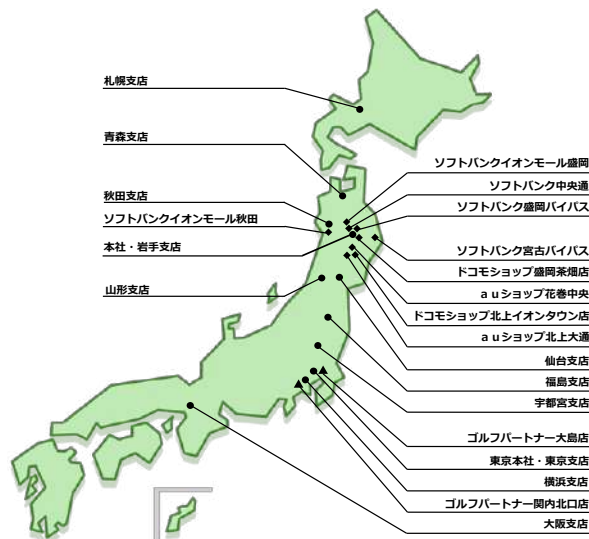 札幌支店
青森支店
秋田支店
ソフトバンクイオンモール秋田
本社・岩手支店
山形支店
ソフトバンクイオンモール盛岡
ソフトバンク中央通
ソフトバンク盛岡バイパス
ソフトバンク宮古バイパス
ドコモショップ盛岡茶畑店
ａｕショップ花巻中央
ドコモショップ北上イオンタウン店
ａｕショップ北上大通
仙台支店
福島支店
宇都宮支店
ゴルフパートナー大島店
東京本社・東京支店
横浜支店
ゴルフパートナー関内北口店
大阪支店